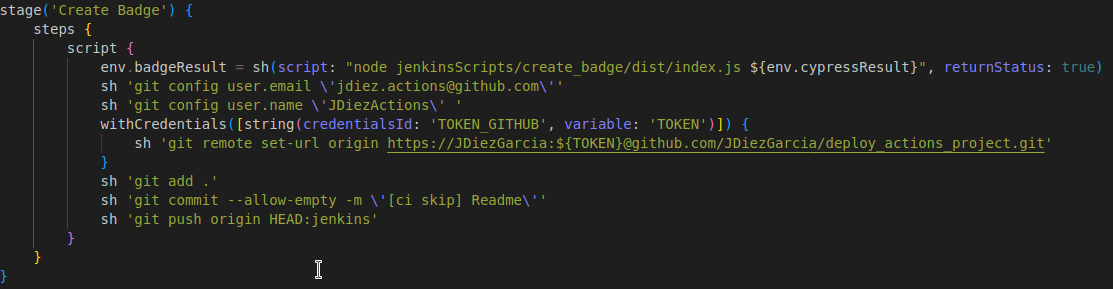 stage('Create Badge') {
    steps {
        script {
            env.badgeResult = sh(script: "node jenkinsScripts/create_badge/dist/index.js ${env.cypressResult}", returnStatus: true)
            sh 'git config user.email \'jdiez.actions@github.com\''
            sh 'git config user.name \'JDiezActions\' '
            withCredentials([string(credentialsId: 'TOKEN_GITHUB', variable: 'TOKEN')]) {
                sh 'git remote set-url origin https://JDiezGarcia:${TOKEN}@github.com/JDiezGarcia/deploy_actions_project.git'
            }
            sh 'git add .'
            sh 'git commit --allow-empty -m \'[ci skip] Readme\''
            sh 'git push origin HEAD:jenkins'
        }
    }
}